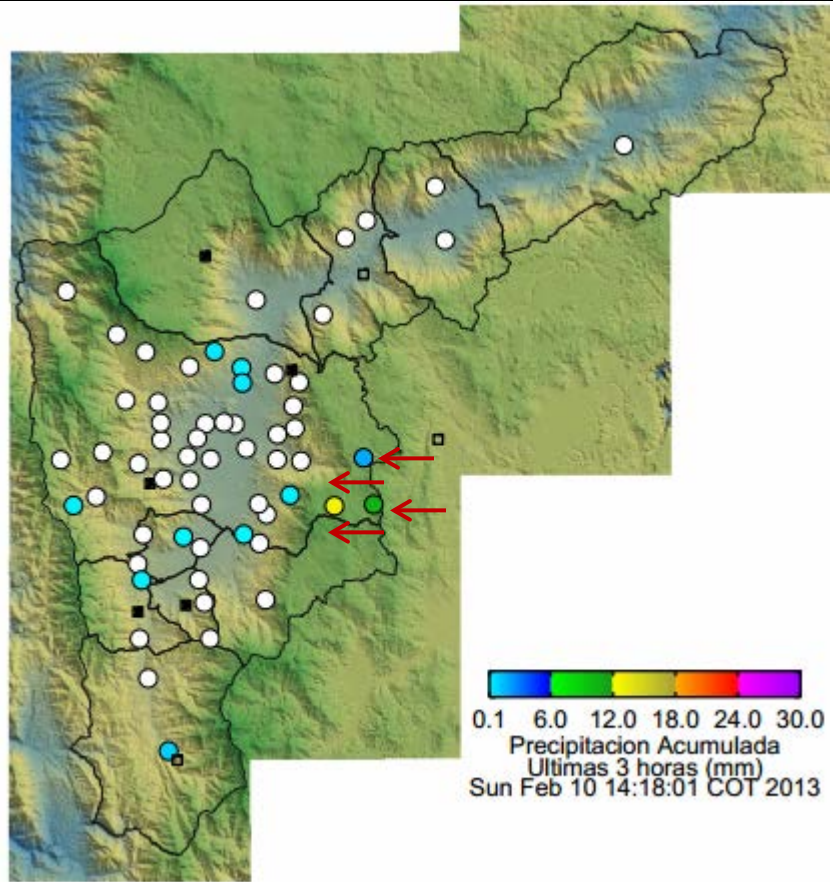 0.1 6.0 12.0 18.0 24.0 30.0
Precipitacion Acumulada
Ultimas 3 horas (mm)
Sun Feb 10 14:18:01 COT 2013